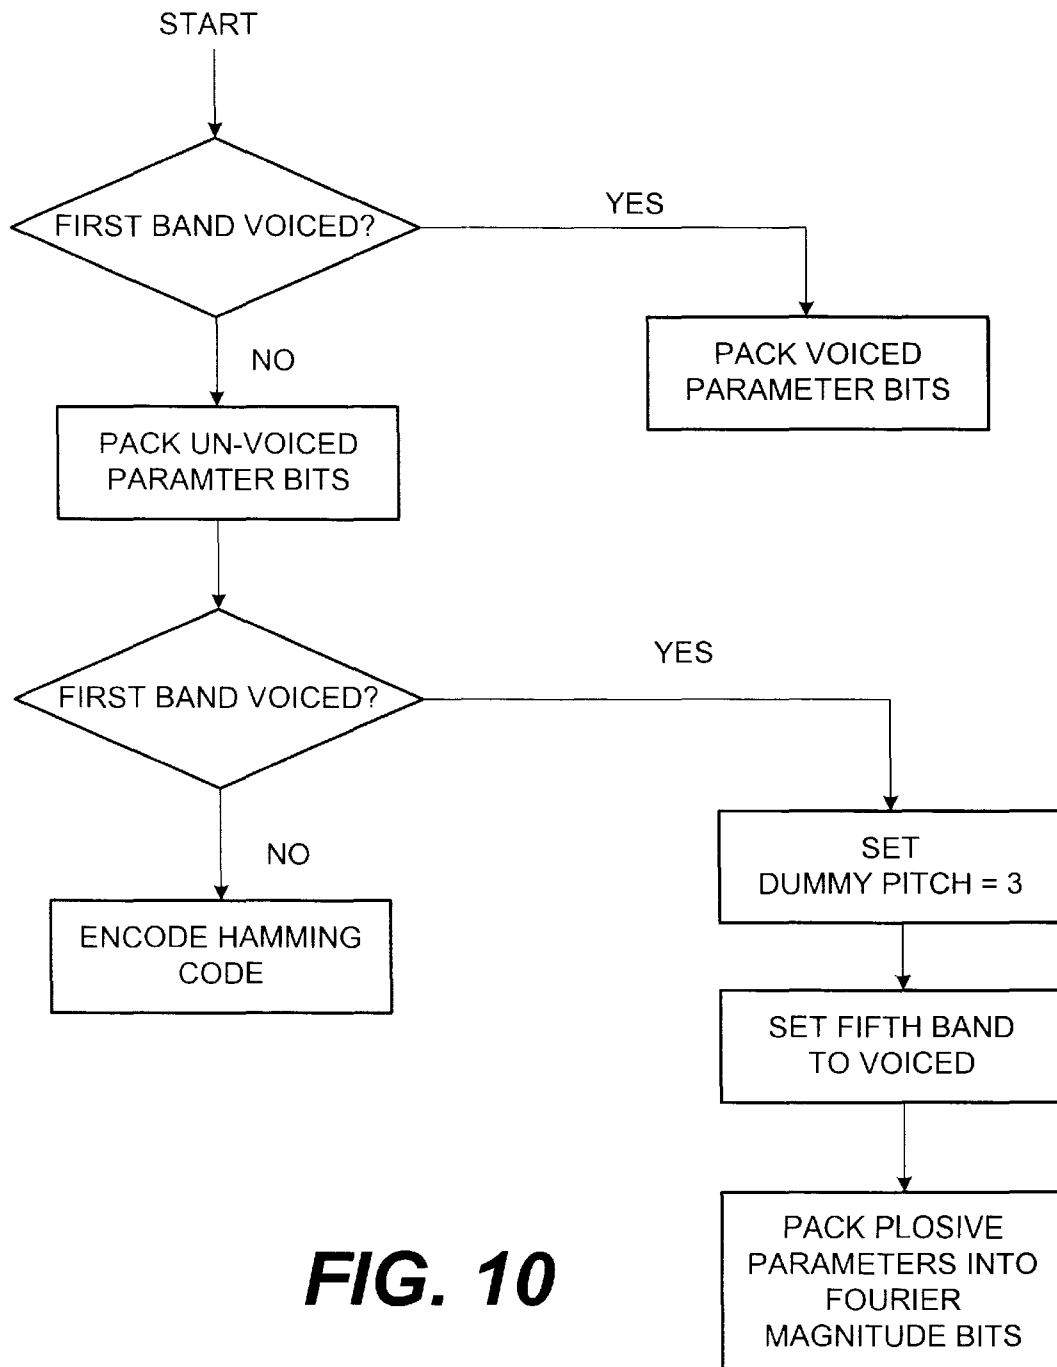 START
FIRST BAND VOICED?
YES
NO
PACK VOICED
PARAMETER BITS
PACK UN-VOICED
PARAMTER BITS
FIRST BAND VOICED?
YES
NO
SET
DUMMY PITCH = 3
ENCODE HAMMING
CODE
SET FIFTH BAND
TO VOICED
PACK PLOSIVE
PARAMETERS INTO
FOURIER
MAGNITUDE BITS
FIG. 10